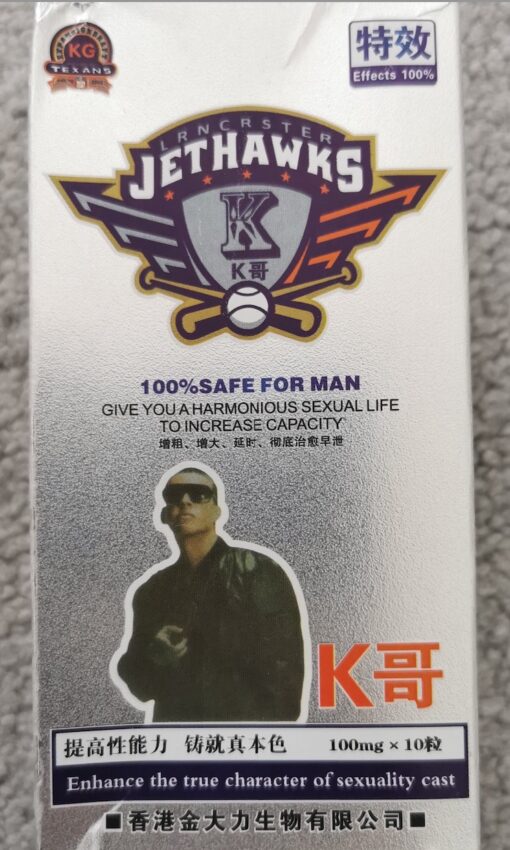 KG
TEXANS
特效
Effects 100%
LRNCRSTER
JETHAWKS
K
K哥
100%SAFE FOR MAN
GIVE YOU A HARMONIOUS SEXUAL LIFE
TO INCREASE CAPACITY
增粗、增大、延时、彻底治愈早泄
K哥
提高性能力 铸就真本色 100mg×10粒
Enhance the true character of sexuality cast
■香港金大力生物有限公司■